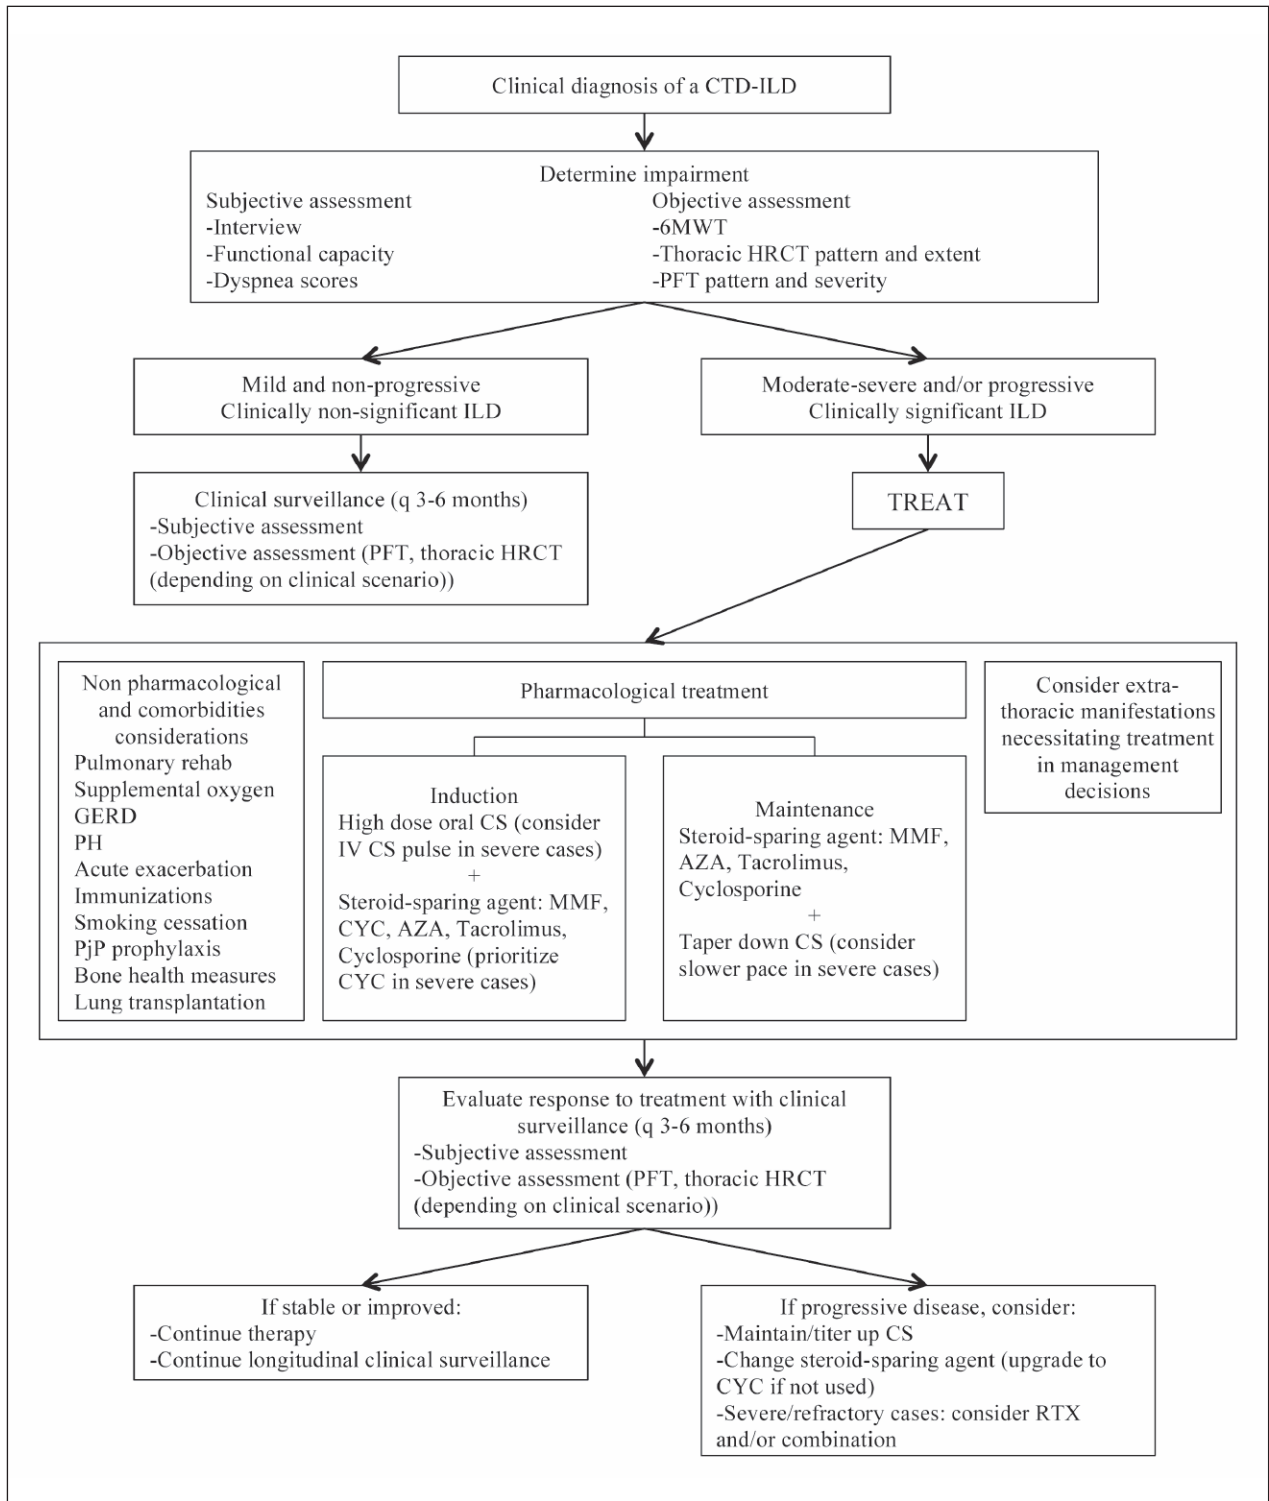 Clinical diagnosis of a CTD-ILD
Determine impairment
Subjective assessment
-Interview
-Functional capacity
-Dyspnea scores
Objective assessment
-6MWT
-Thoracic HRCT pattern and extent
-PFT pattern and severity
Mild and non-progressive
Clinically non-significant ILD
Moderate-severe and/or progressive
Clinically significant ILD
Clinical surveillance (q 3-6 months)
-Subjective assessment
-Objective assessment (PFT, thoracic HRCT
(depending on clinical scenario))
TREAT
Non pharmacological
and comorbidities
considerations
Pulmonary rehab
Supplemental oxygen
GERD
PH
Acute exacerbation
Immunizations
Smoking cessation
PjP prophylaxis
Bone health measures
Lung transplantation
Pharmacological treatment
Induction
High dose oral CS (consider
IV CS pulse in severe cases)
+
Steroid-sparing agent: MMF,
CYC, AZA, Tacrolimus,
Cyclosporine (prioritize
CYC in severe cases)
Maintenance
Steroid-sparing agent: MMF,
AZA, Tacrolimus,
Cyclosporine
+
Taper down CS (consider
slower pace in severe cases)
Consider extra-
thoracic manifestations
necessitating treatment
in management
decisions
Evaluate response to treatment with clinical
surveillance (q 3-6 months)
-Subjective assessment
-Objective assessment (PFT, thoracic HRCT
(depending on clinical scenario))
If stable or improved:
-Continue therapy
-Continue longitudinal clinical surveillance
If progressive disease, consider:
-Maintain/titer up CS
-Change steroid-sparing agent (upgrade to
CYC if not used)
-Severe/refractory cases: consider RTX
and/or combination